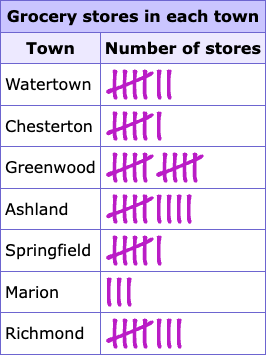 Grocery stores in each town
Town Number of stores
Watertown
Chesterton
Greenwood
Ashland
Springfield
Marion
Richmond